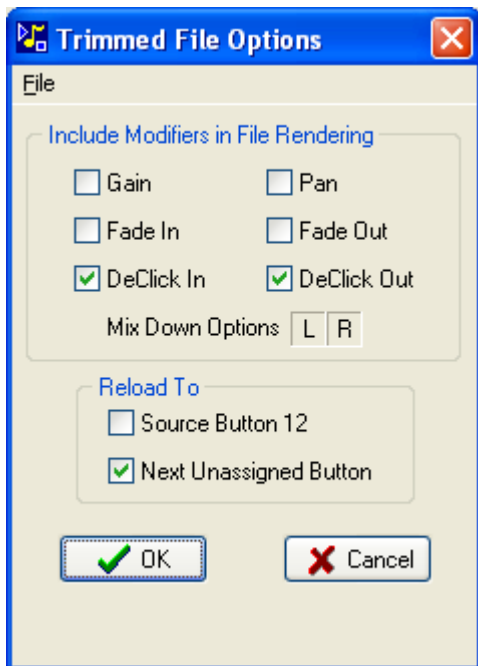 Trimmed File Options
File
Include Modifiers in File Rendering
Gain Pan
Fade In Fade Out
DeClick In DeClick Out
Mix Down Options L R
Reload To
Source Button 12
Next Unassigned Button
OK Cancel